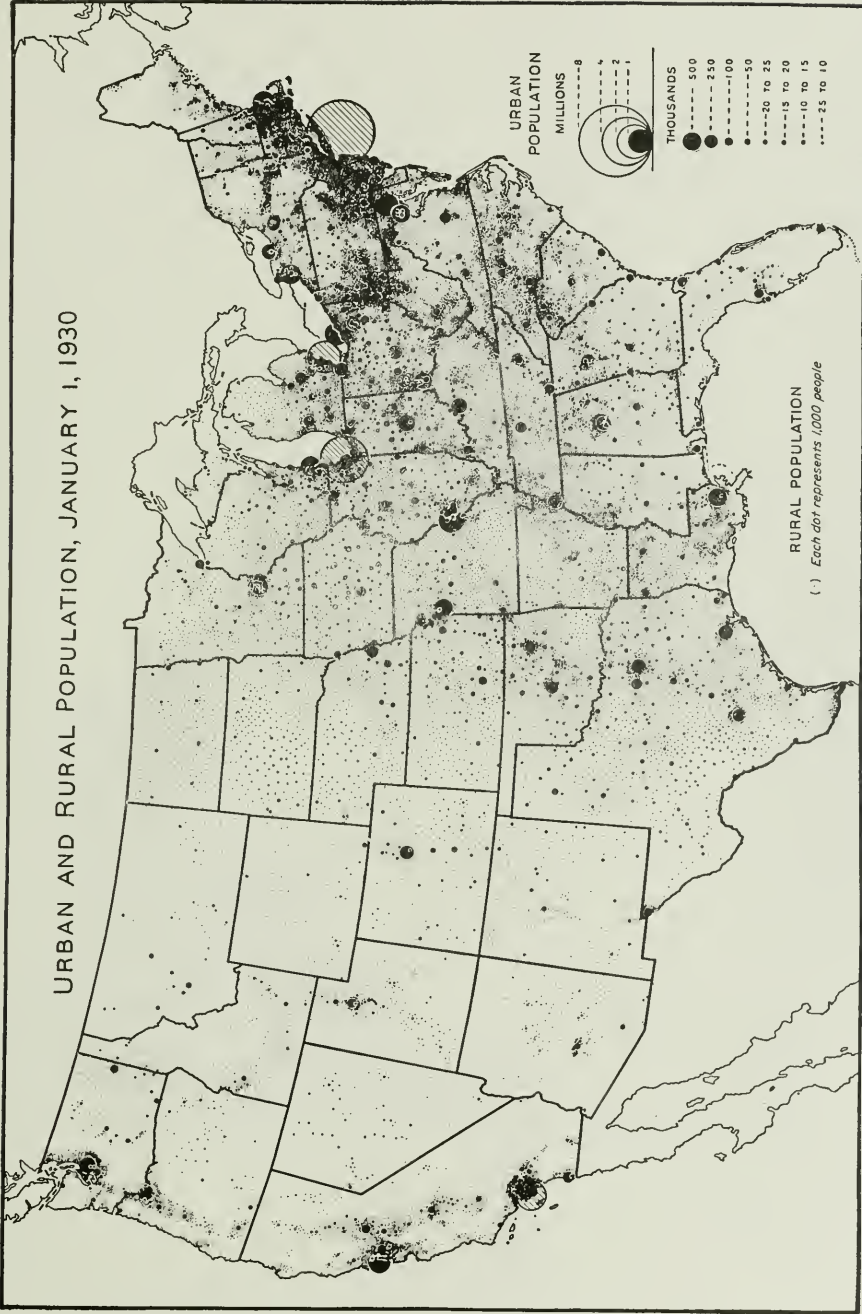 URBAN AND RURAL POPULATION, JANUARY 1, 1930
URBAN
POPULATION
MILLIONS
8
4
2
1
THOUSANDS
500
250
100
50
20 TO 25
15 TO 20
10 TO 15
25 TO 10
RURAL POPULATION
(·) Each dot represents 1,000 people